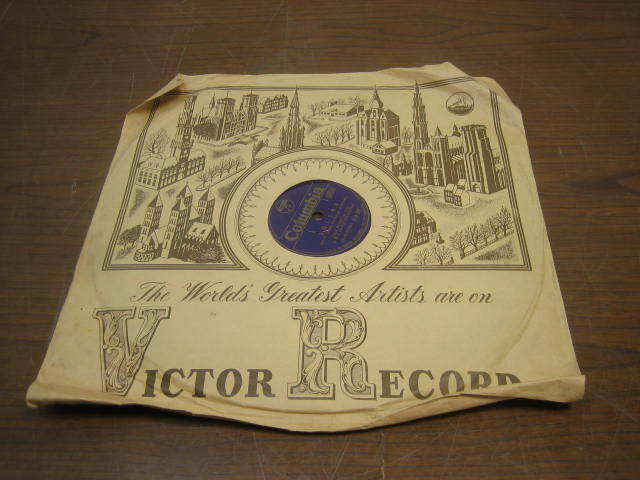 Columbia
The World's Greatest Artists are on
VICTOR RECORD